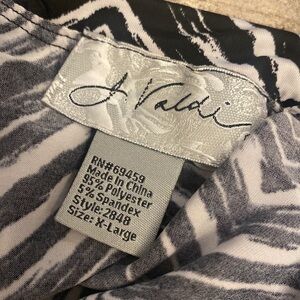 J Valdi
RN#69459
Made in China
95% Polyester
5% Spandex
Style: 2848
Size: X-Large